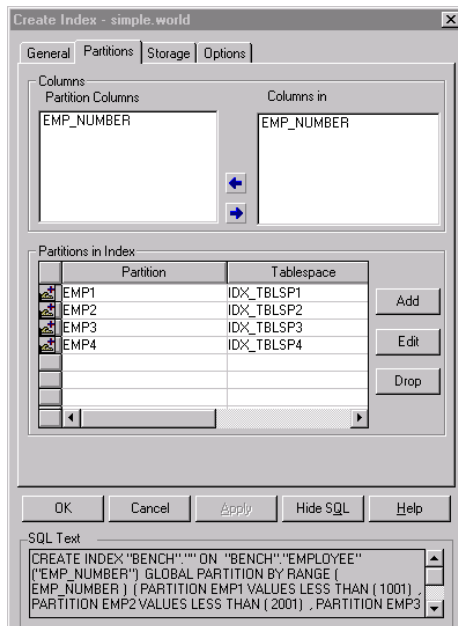 Create Index - simple.world
General Partitions Storage Options
Columns
Partition Columns Columns in
EMP_NUMBER EMP_NUMBER
Partitions in Index
Partition Tablespace
EMP1 IDX_TBLSP1
EMP2 IDX_TBLSP2
EMP3 IDX_TBLSP3
EMP4 IDX_TBLSP4
Add
Edit
Drop
OK Cancel Apply Hide SQL Help
SQL Text
CREATE INDEX "BENCH"."" ON "BENCH"."EMPLOYEE"
("EMP_NUMBER") GLOBAL PARTITION BY RANGE (
EMP_NUMBER ) ( PARTITION EMP1 VALUES LESS THAN ( 1001) ,
PARTITION EMP2 VALUES LESS THAN ( 2001) , PARTITION EMP3